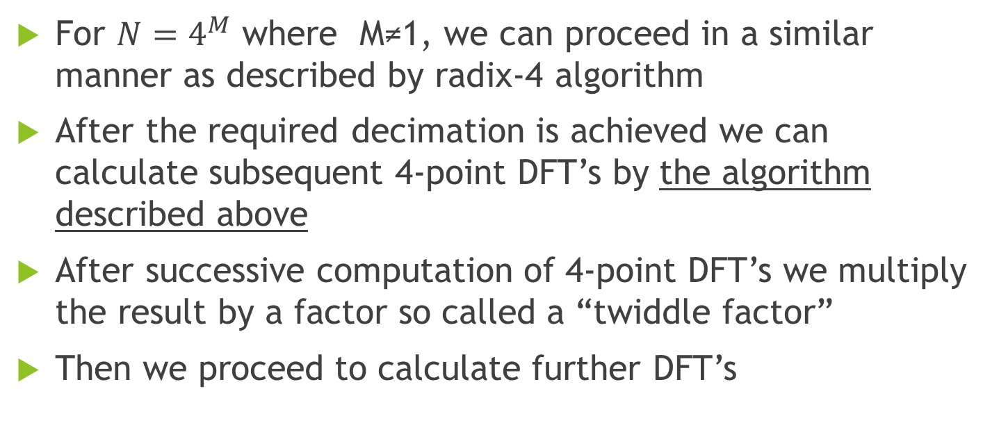 For N = 4^M where M≠1, we can proceed in a similar
manner as described by radix-4 algorithm
After the required decimation is achieved we can
calculate subsequent 4-point DFT’s by the algorithm
described above
After successive computation of 4-point DFT’s we multiply
the result by a factor so called a “twiddle factor”
Then we proceed to calculate further DFT’s